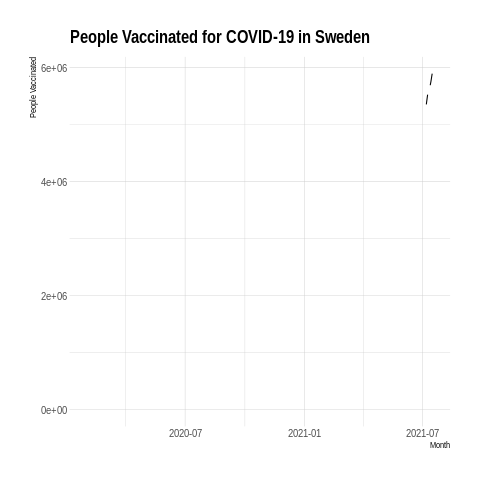 People Vaccinated for COVID-19 in Sweden
People Vaccinated
6e+06
4e+06
2e+06
0e+00
2020-07 2021-01 2021-07
Month